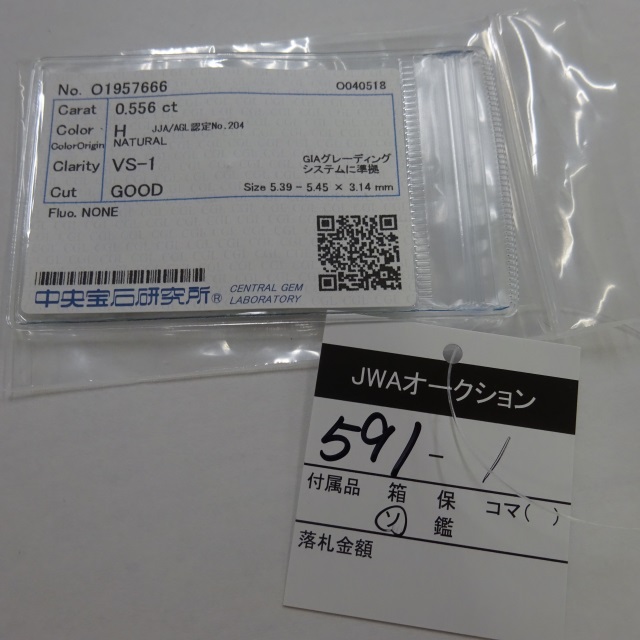 No. O1957666 O040518
Carat 0.556 ct
Color H JJA/AGL認定No.204
ColorOrigin NATURAL
Clarity VS-1 GIAグレーディング
システムに準拠
Cut GOOD Size 5.39 - 5.45 × 3.14 mm
Fluo. NONE
中央宝石研究所® CENTRAL GEM
LABORATORY
JWAオークション
591-1
付属品 箱 保 コマ( )
ソ 鑑
落札金額